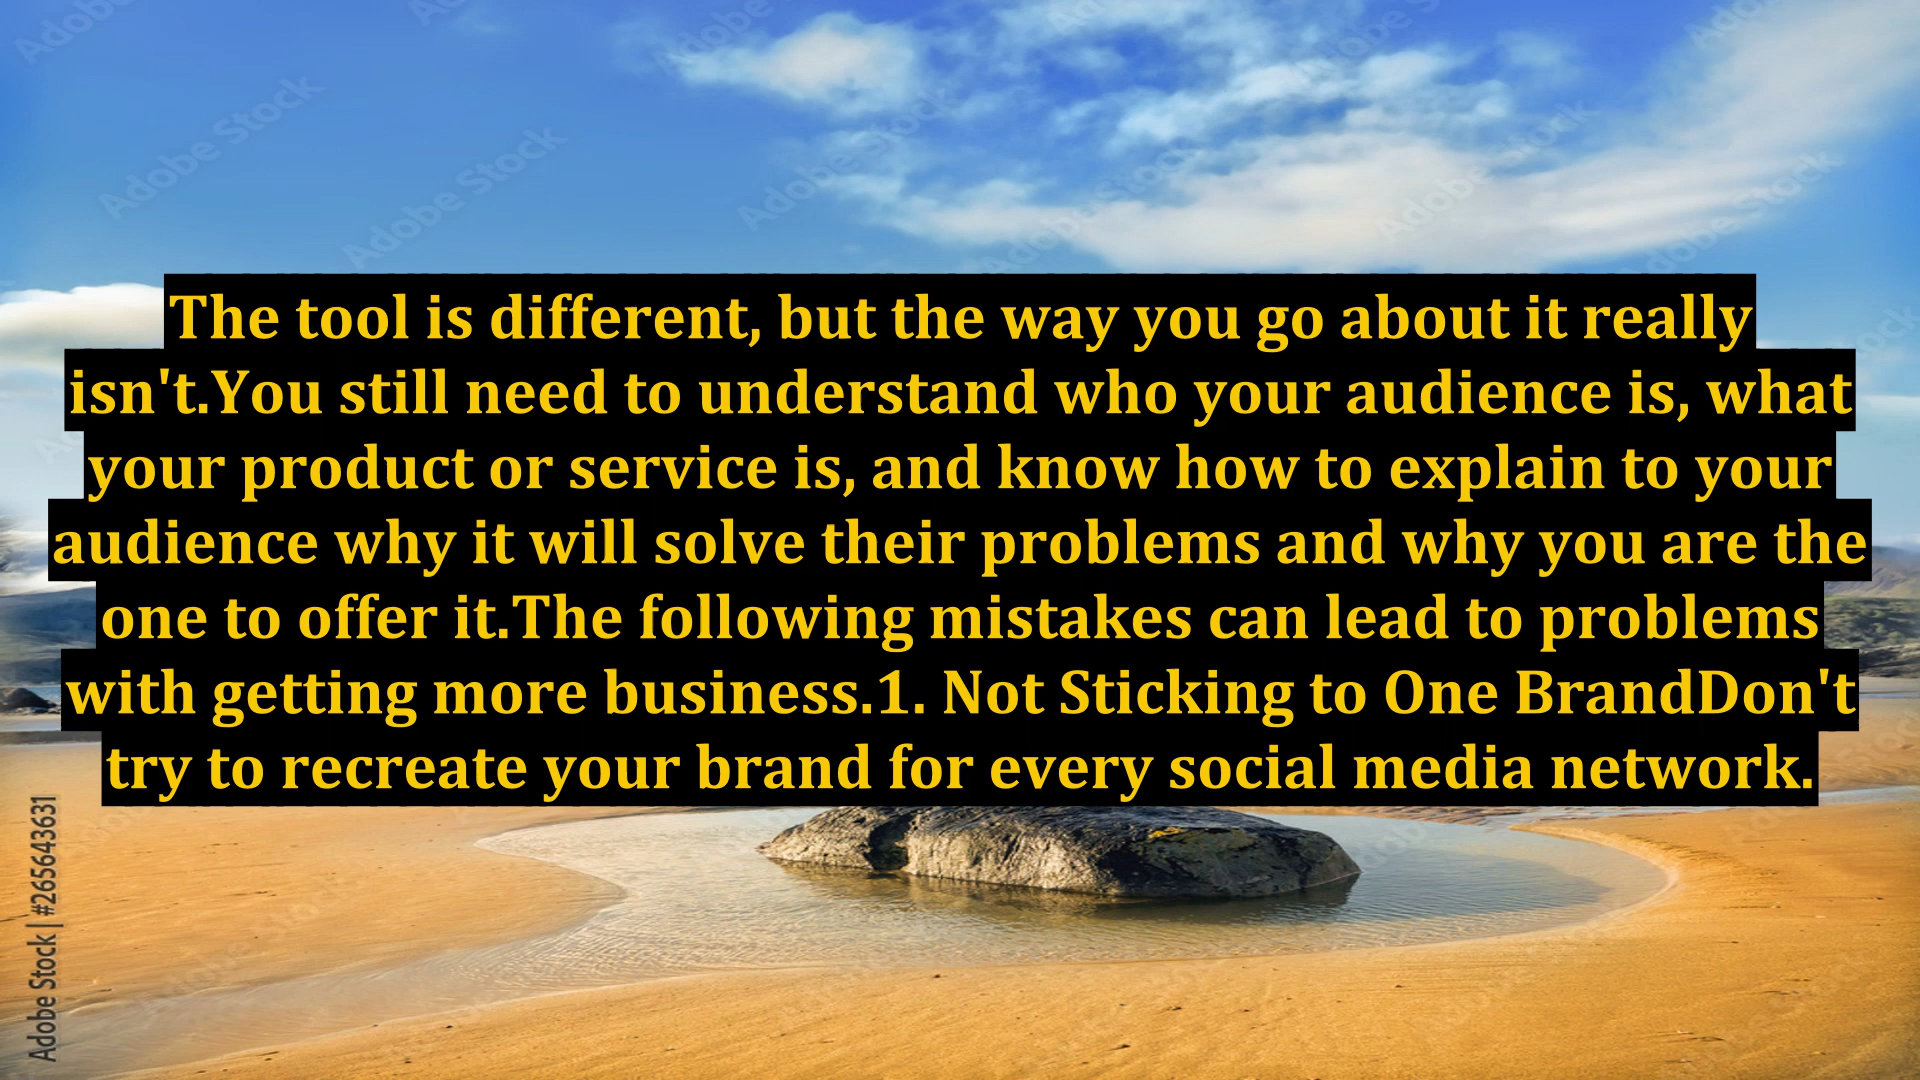 The tool is different, but the way you go about it really
isn't.You still need to understand who your audience is, what
your product or service is, and know how to explain to your
audience why it will solve their problems and why you are the
one to offer it.The following mistakes can lead to problems
with getting more business.1. Not Sticking to One BrandDon't
try to recreate your brand for every social media network.
Adobe Stock | #265643631
Adobe Stock